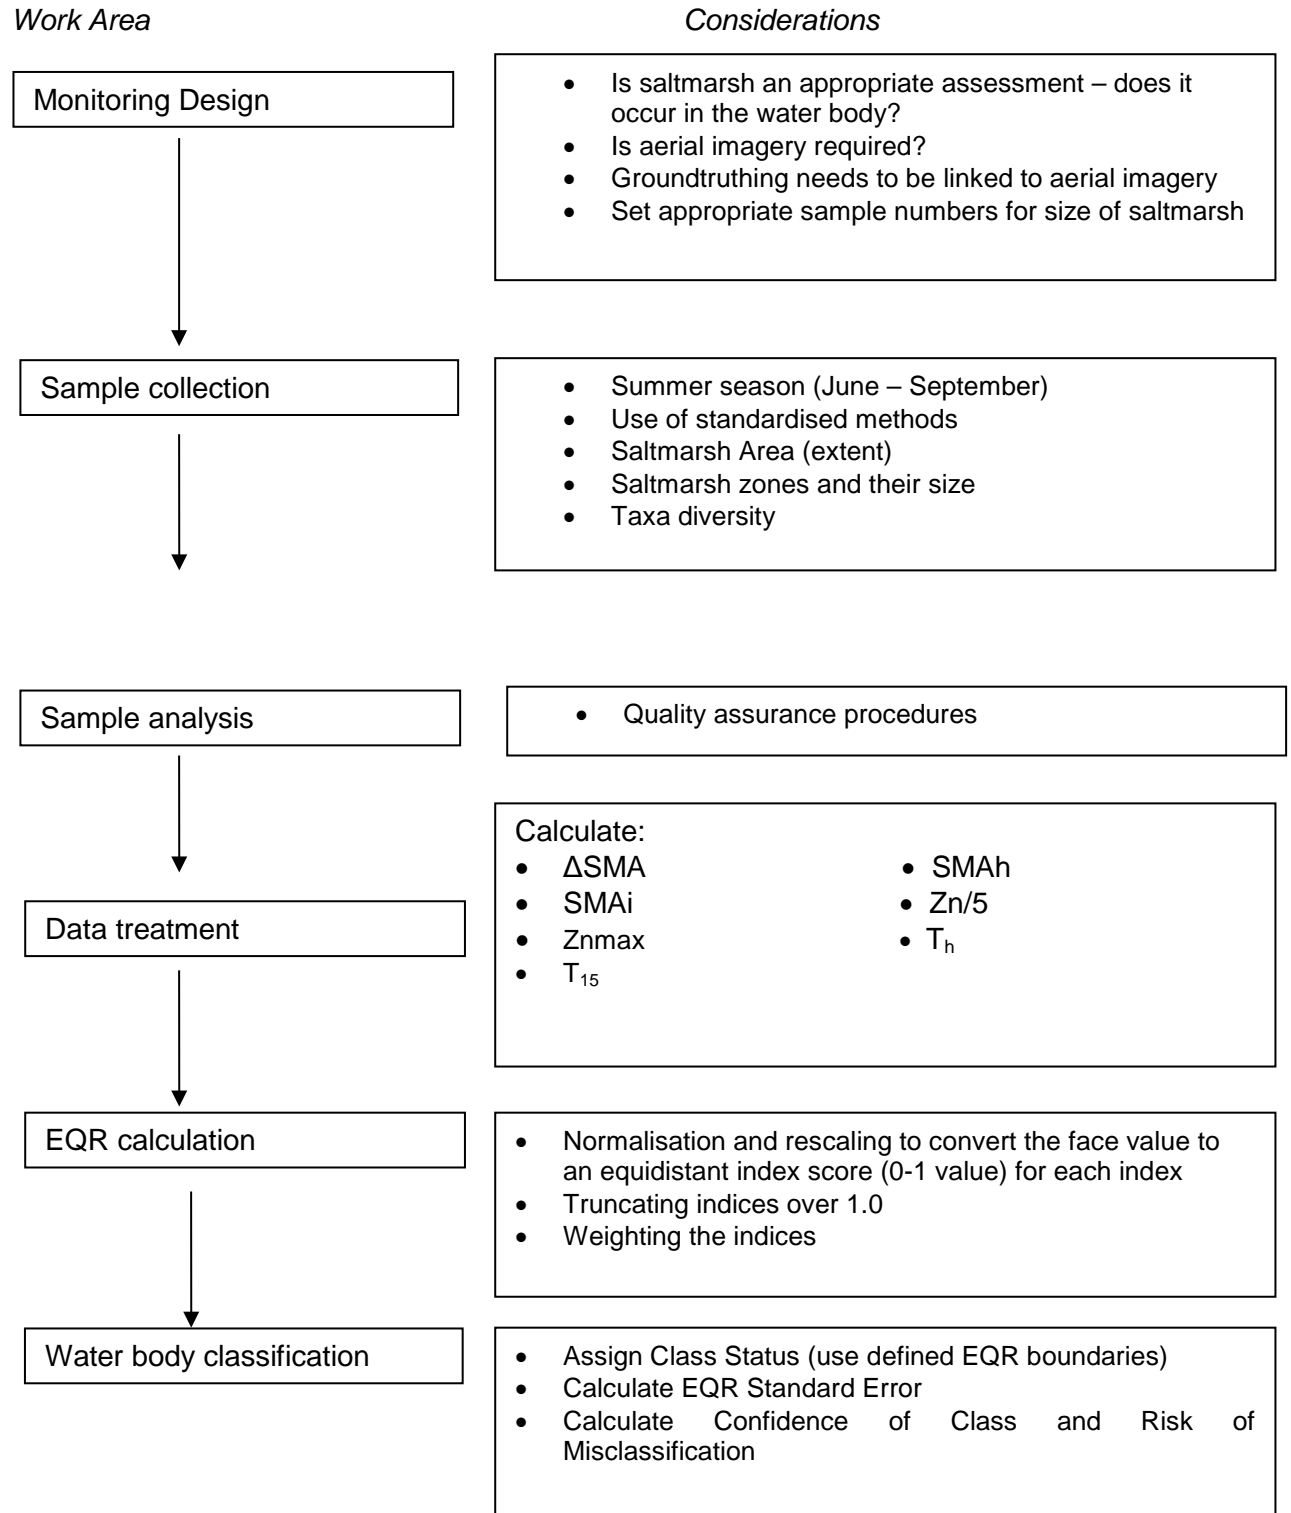 Work Area
Considerations
Monitoring Design
• Is saltmarsh an appropriate assessment – does it
occur in the water body?
• Is aerial imagery required?
• Groundtruthing needs to be linked to aerial imagery
• Set appropriate sample numbers for size of saltmarsh
Sample collection
• Summer season (June – September)
• Use of standardised methods
• Saltmarsh Area (extent)
• Saltmarsh zones and their size
• Taxa diversity
Sample analysis
• Quality assurance procedures
Data treatment
Calculate:
• ΔSMA
• SMAi
• Znmax
• T₁₅
• SMAh
• Zn/5
• Tₕ
EQR calculation
• Normalisation and rescaling to convert the face value to
an equidistant index score (0-1 value) for each index
• Truncating indices over 1.0
• Weighting the indices
Water body classification
• Assign Class Status (use defined EQR boundaries)
• Calculate EQR Standard Error
• Calculate Confidence of Class and Risk of
Misclassification